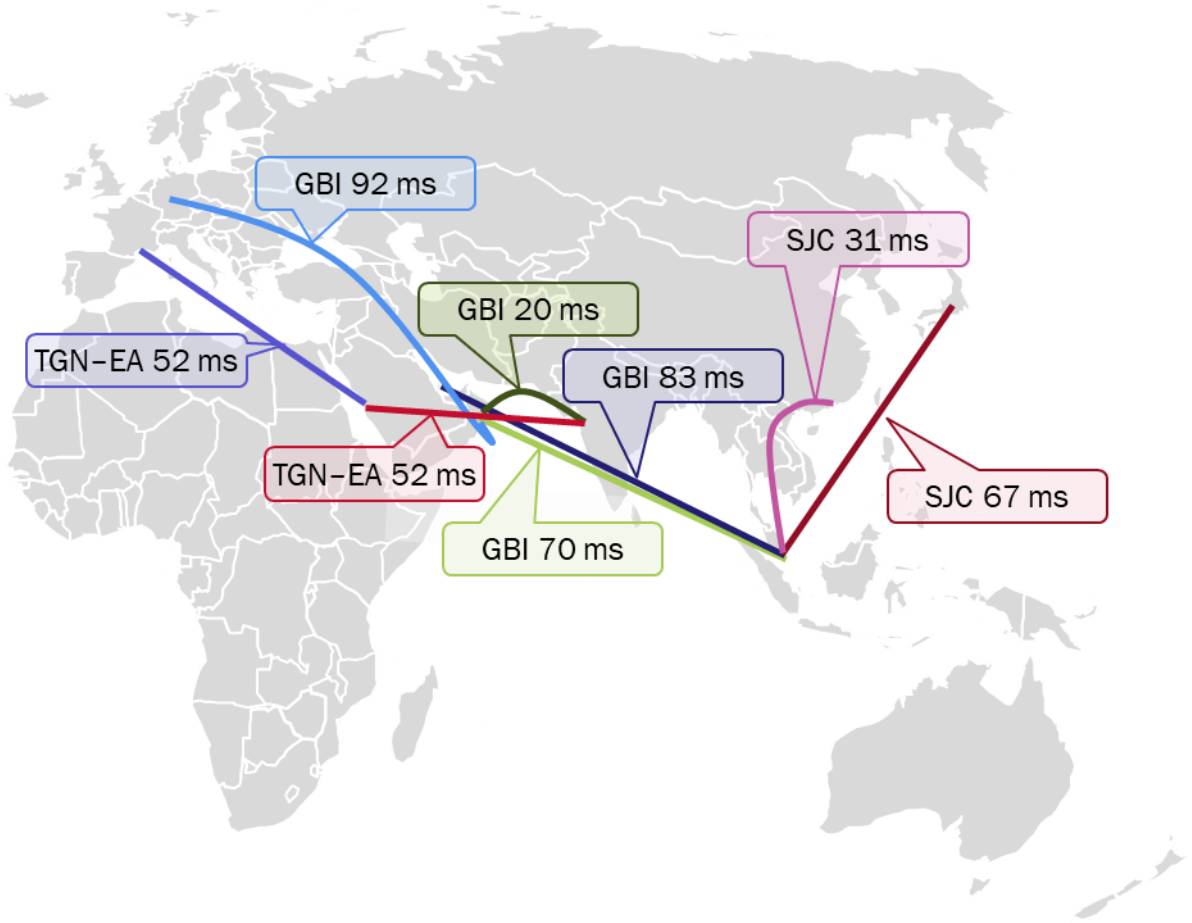 GBI 92 ms
SJC 31 ms
GBI 20 ms
TGN–EA 52 ms
GBI 83 ms
TGN–EA 52 ms
SJC 67 ms
GBI 70 ms